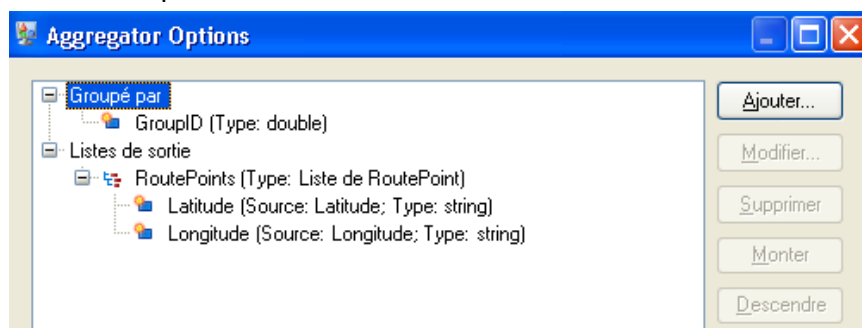 Aggregator Options
Groupé par
Ajouter...
GroupID (Type: double)
Listes de sortie
Modifier...
RoutePoints (Type: Liste de RoutePoint)
Latitude (Source: Latitude; Type: string)
Supprimer
Longitude (Source: Longitude; Type: string)
Monter
Descendre